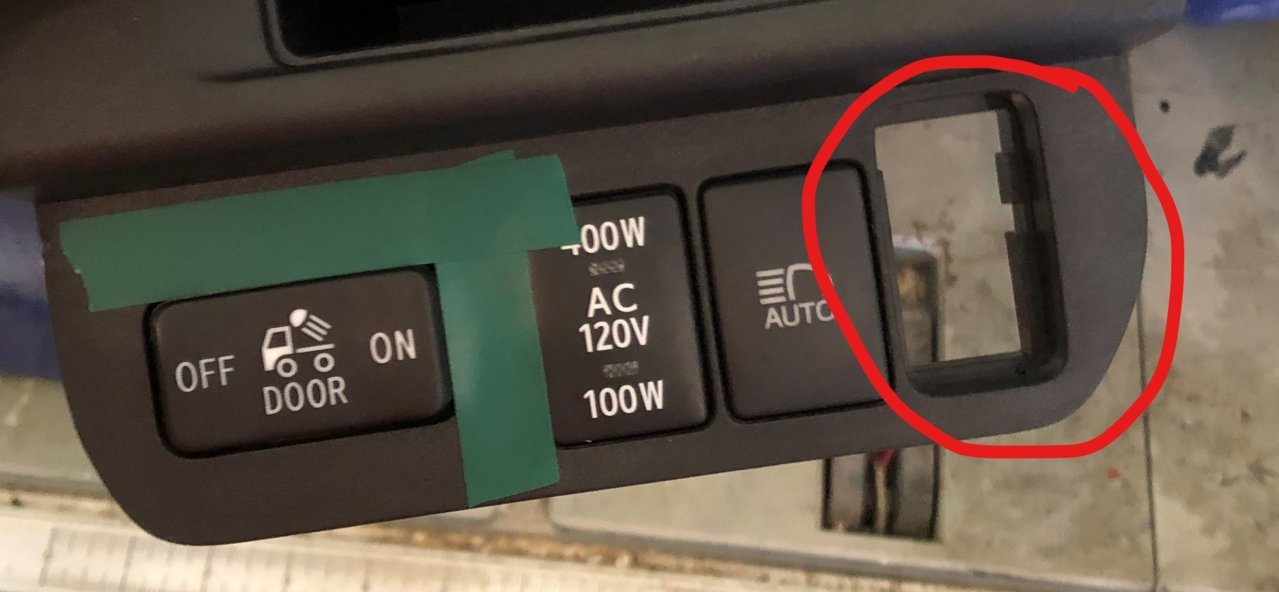 OFF
ON
DOOR
400W
AC
120V
100W
AUTO